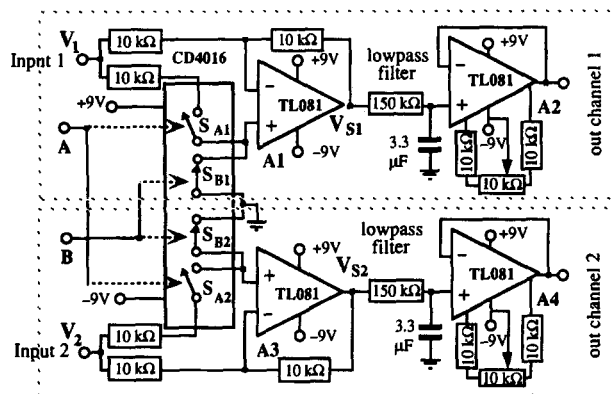 V1
Input 1
10 kΩ
10 kΩ
10 kΩ
CD4016
+9V
A
SA1
SB1
+9V
−
TL081
+
−9V
A1
VS1
lowpass
filter
150 kΩ
3.3
μF
+9V
−
TL081
+
A2
−9V
10 kΩ
10 kΩ
10 kΩ
out channel 1
B
SB2
SA2
−9V
V2
Input 2
10 kΩ
10 kΩ
10 kΩ
+9V
+
TL081
−
−9V
A3
VS2
lowpass
filter
150 kΩ
3.3
μF
+9V
−
TL081
+
A4
−9V
10 kΩ
10 kΩ
10 kΩ
out channel 2